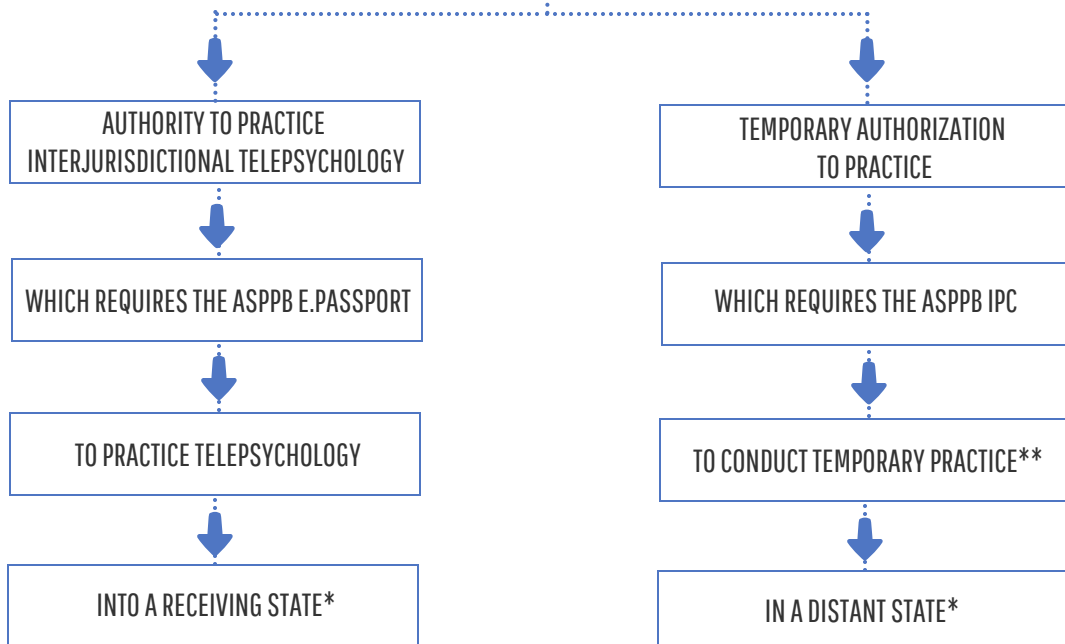 AUTHORITY TO PRACTICE
INTERJURISDICTIONAL TELEPSYCHOLOGY
WHICH REQUIRES THE ASPPB E.PASSPORT
TO PRACTICE TELEPSYCHOLOGY
INTO A RECEIVING STATE*
TEMPORARY AUTHORIZATION
TO PRACTICE
WHICH REQUIRES THE ASPPB IPC
TO CONDUCT TEMPORARY PRACTICE**
IN A DISTANT STATE*